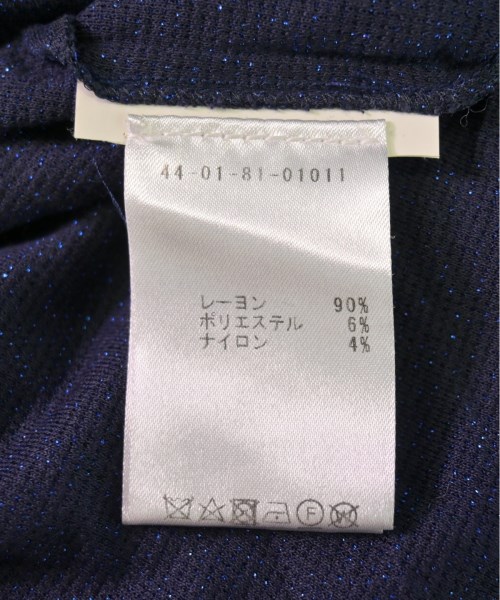 44-01-81-01011
レーヨン 90%
ポリエステル 6%
ナイロン 4%